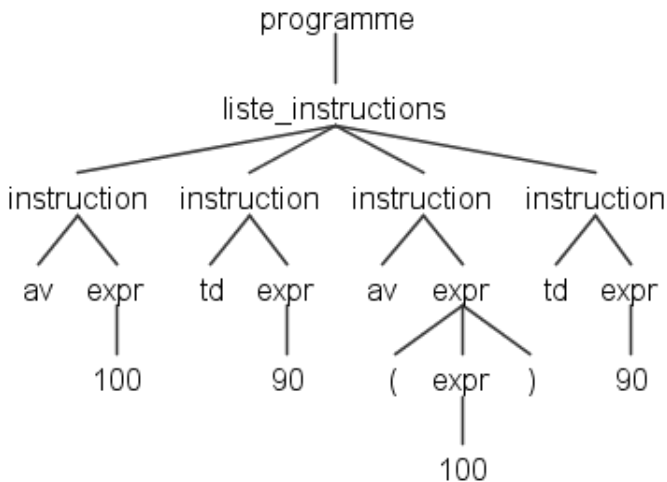 programme
liste_instructions
instruction instruction instruction instruction
av expr td expr av expr td expr
100 90 ( expr ) 90
100